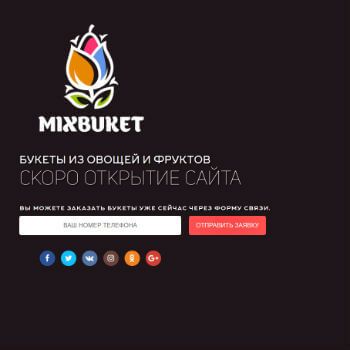 MIXBUKET
БУКЕТЫ ИЗ ОВОЩЕЙ И ФРУКТОВ
СКОРО ОТКРЫТИЕ САЙТА
ВЫ МОЖЕТЕ ЗАКАЗАТЬ БУКЕТЫ УЖЕ СЕЙЧАС ЧЕРЕЗ ФОРМУ СВЯЗИ.
ВАШ НОМЕР ТЕЛЕФОНА ОТПРАВИТЬ ЗАЯВКУ